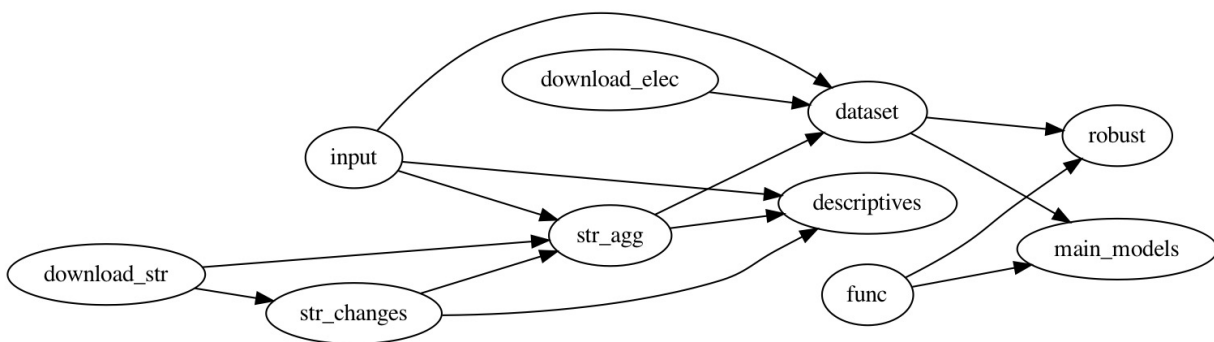 download_elec
dataset
robust
input
descriptives
str_agg
main_models
download_str
func
str_changes